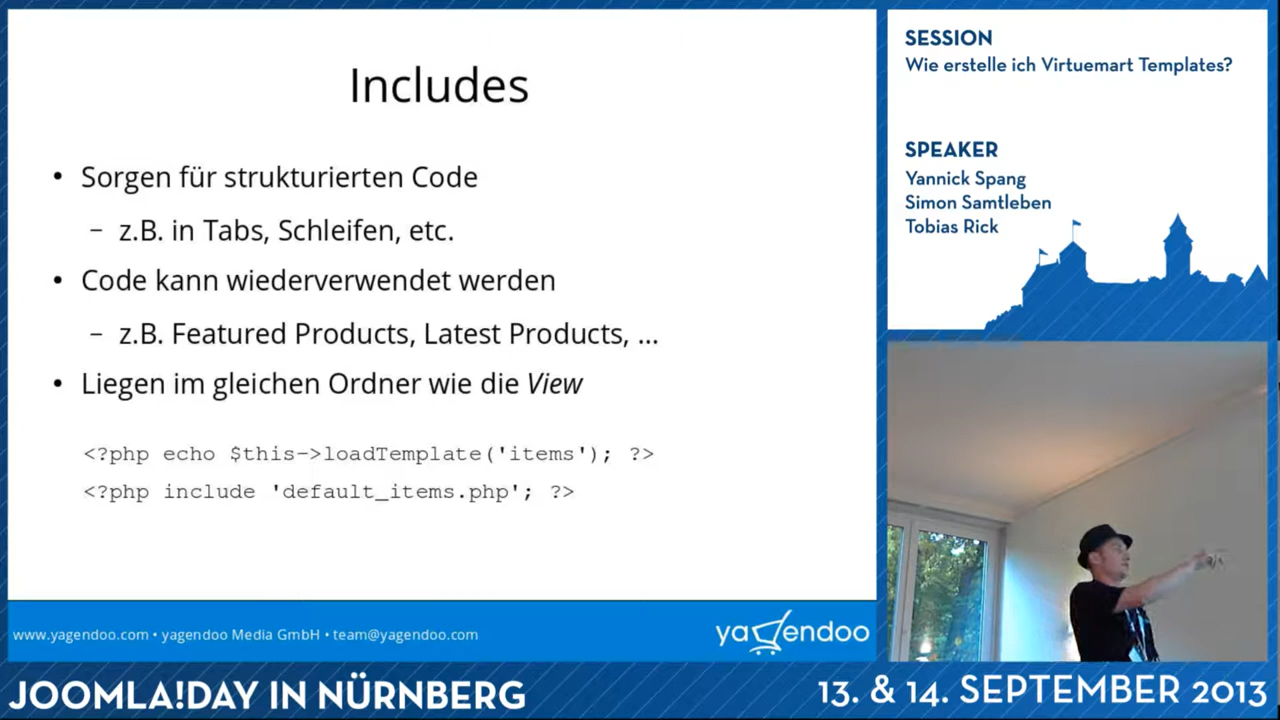 Includes
• Sorgen für strukturierten Code
– z.B. in Tabs, Schleifen, etc.
• Code kann wiederverwendet werden
– z.B. Featured Products, Latest Products, ...
• Liegen im gleichen Ordner wie die View
<?php echo $this->loadTemplate('items'); ?>
<?php include 'default_items.php'; ?>
www.yagendoo.com • yagendoo Media GmbH • team@yagendoo.com
yagendoo
SESSION
Wie erstelle ich Virtuemart Templates?
SPEAKER
Yannick Spang
Simon Samtleben
Tobias Rick
JOOMLA!DAY IN NÜRNBERG
13. & 14. SEPTEMBER 2013